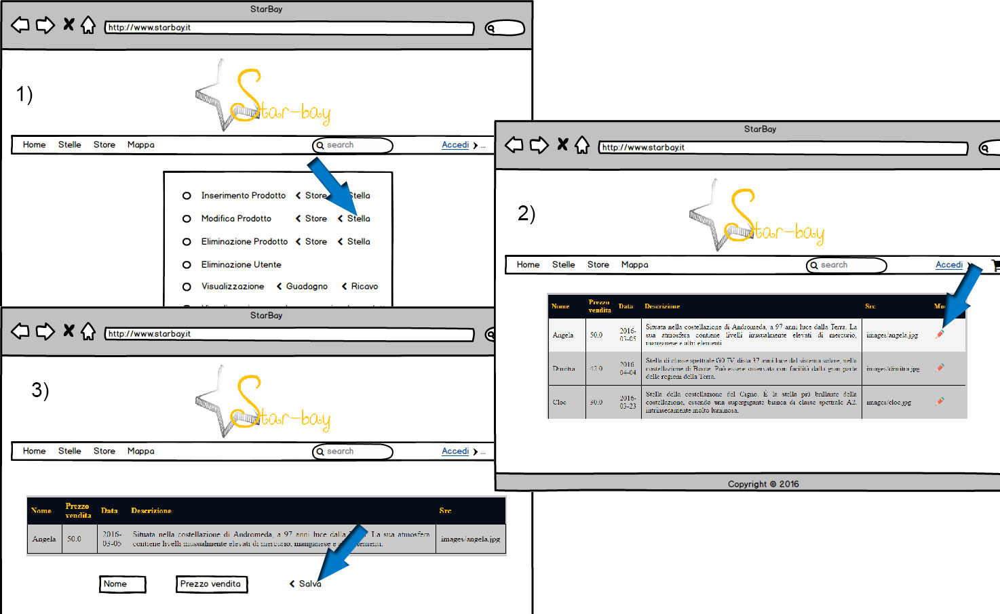 StarBay
http://www.starbay.it
1)
Star-bay
Home Stelle Store Mappa search Accedi ...
Inserimento Prodotto Store Stella
Modifica Prodotto Store Stella
Eliminazione Prodotto Store Stella
Eliminazione Utente
Visualizzazione Guadagno Ricavo
StarBay
http://www.starbay.it
2)
Star-bay
Home Stelle Store Mappa search Accedi
Nome Prezzo vendita Data Descrizione Src
Angela 50.0 2016-03-05 Situata nella costellazione di Andromeda, a 97 anni luce dalla Terra. La
sua atmosfera contiene livelli inusualmente elevati di mercurio,
manganese e altri elementi. images/angela.jpg
Dimitra 42.0 2016-04-04 Stella di classe spettrale G0 IV, dista 37 anni luce dal sistema solare, nella
costellazione di Boote. Può essere osservata con facilità dalla gran parte
delle regioni della Terra. images/dimitra.jpg
Cloe 30.0 2016-03-23 Stella della costellazione del Cigno. È la stella più brillante della
costellazione, essendo una supergigante bianca di classe spettrale A2,
intrinsecamente molto luminosa. images/cloe.jpg
Copyright © 2016
StarBay
http://www.starbay.it
3)
Star-bay
Home Stelle Store Mappa search Accedi ...
Nome Prezzo vendita Data Descrizione Src
Angela 50.0 2016-03-05 Situata nella costellazione di Andromeda, a 97 anni luce dalla La sua atmosfera
contiene livelli inusualmente elevati di mercurio, manganese e elementi. images/angela.jpg
Nome Prezzo vendita Salva